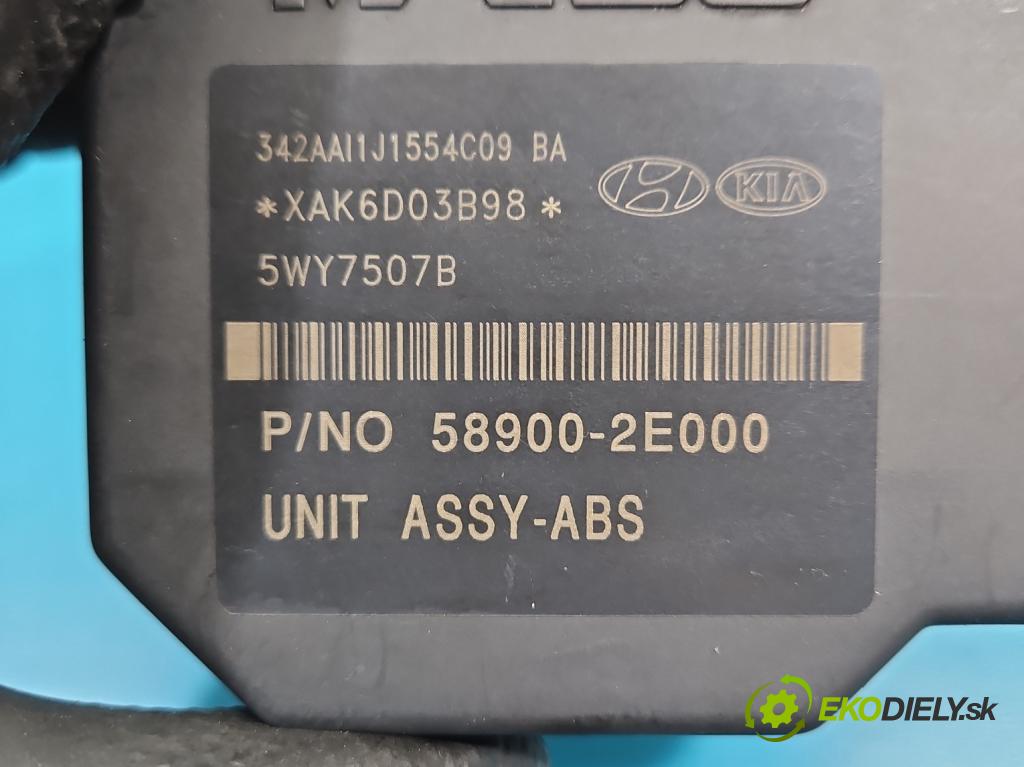 342AAI1J1554C09 BA
*XAK6D03B98*
KIA
5WY7507B
P/NO 58900-2E000
UNIT ASSY-ABS
EKODIELY.sk